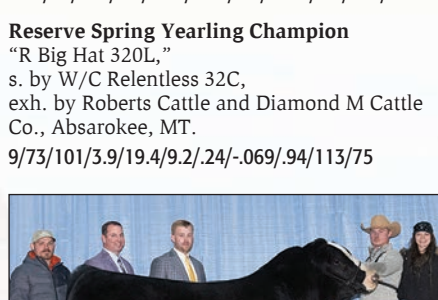 Reserve Spring Yearling Champion
“R Big Hat 320L,”
s. by W/C Relentless 32C,
exh. by Roberts Cattle and Diamond M Cattle
Co., Absarokee, MT.
9/73/101/3.9/19.4/9.2/.24/-.069/.94/113/75